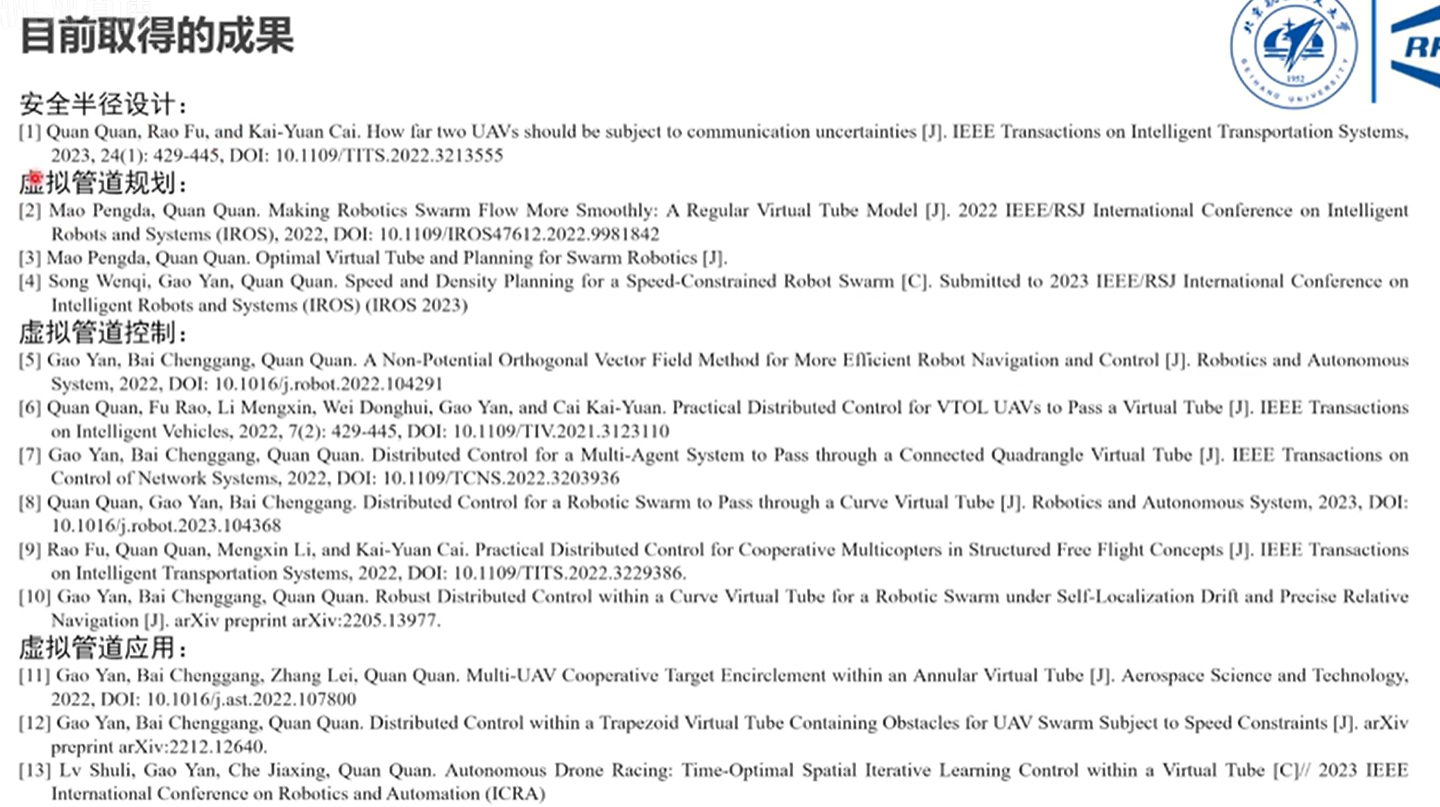 目前取得的成果
BEIHANG UNIVERSITY
1952
安全半径设计：
[1] Quan Quan, Rao Fu, and Kai-Yuan Cai. How far two UAVs should be subject to communication uncertainties [J]. IEEE Transactions on Intelligent Transportation Systems,
2023, 24(1): 429-445, DOI: 10.1109/TITS.2022.3213555
虚拟管道规划：
[2] Mao Pengda, Quan Quan. Making Robotics Swarm Flow More Smoothly: A Regular Virtual Tube Model [J]. 2022 IEEE/RSJ International Conference on Intelligent
Robots and Systems (IROS), 2022, DOI: 10.1109/IROS47612.2022.9981842
[3] Mao Pengda, Quan Quan. Optimal Virtual Tube and Planning for Swarm Robotics [J].
[4] Song Wenqi, Gao Yan, Quan Quan. Speed and Density Planning for a Speed-Constrained Robot Swarm [C]. Submitted to 2023 IEEE/RSJ International Conference on
Intelligent Robots and Systems (IROS) (IROS 2023)
虚拟管道控制：
[5] Gao Yan, Bai Chenggang, Quan Quan. A Non-Potential Orthogonal Vector Field Method for More Efficient Robot Navigation and Control [J]. Robotics and Autonomous
System, 2022, DOI: 10.1016/j.robot.2022.104291
[6] Quan Quan, Fu Rao, Li Mengxin, Wei Donghui, Gao Yan, and Cai Kai-Yuan. Practical Distributed Control for VTOL UAVs to Pass a Virtual Tube [J]. IEEE Transactions
on Intelligent Vehicles, 2022, 7(2): 429-445, DOI: 10.1109/TIV.2021.3123110
[7] Gao Yan, Bai Chenggang, Quan Quan. Distributed Control for a Multi-Agent System to Pass through a Connected Quadrangle Virtual Tube [J]. IEEE Transactions on
Control of Network Systems, 2022, DOI: 10.1109/TCNS.2022.3203936
[8] Quan Quan, Gao Yan, Bai Chenggang. Distributed Control for a Robotic Swarm to Pass through a Curve Virtual Tube [J]. Robotics and Autonomous System, 2023, DOI:
10.1016/j.robot.2023.104368
[9] Rao Fu, Quan Quan, Mengxin Li, and Kai-Yuan Cai. Practical Distributed Control for Cooperative Multicopters in Structured Free Flight Concepts [J]. IEEE Transactions
on Intelligent Transportation Systems, 2022, DOI: 10.1109/TITS.2022.3229386.
[10] Gao Yan, Bai Chenggang, Quan Quan. Robust Distributed Control within a Curve Virtual Tube for a Robotic Swarm under Self-Localization Drift and Precise Relative
Navigation [J]. arXiv preprint arXiv:2205.13977.
虚拟管道应用：
[11] Gao Yan, Bai Chenggang, Zhang Lei, Quan Quan. Multi-UAV Cooperative Target Encirclement within an Annular Virtual Tube [J]. Aerospace Science and Technology,
2022, DOI: 10.1016/j.ast.2022.107800
[12] Gao Yan, Bai Chenggang, Quan Quan. Distributed Control within a Trapezoid Virtual Tube Containing Obstacles for UAV Swarm Subject to Speed Constraints [J]. arXiv
preprint arXiv:2212.12640.
[13] Lv Shuli, Gao Yan, Che Jiaxing, Quan Quan. Autonomous Drone Racing: Time-Optimal Spatial Iterative Learning Control within a Virtual Tube [C]// 2023 IEEE
International Conference on Robotics and Automation (ICRA)